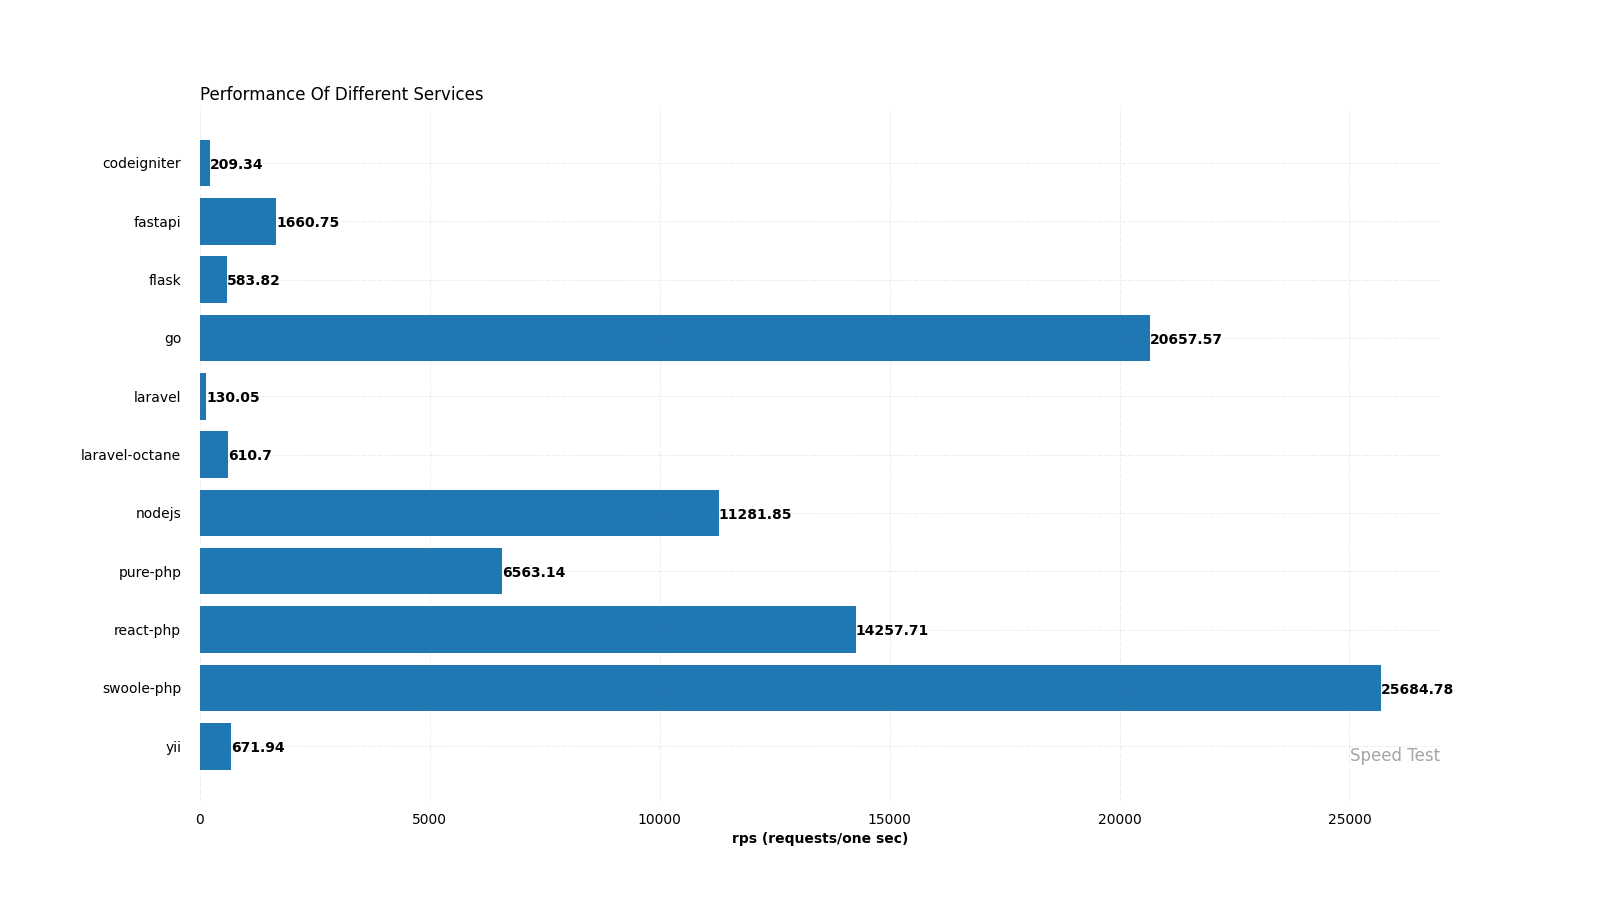 Performance Of Different Services
codeigniter 209.34
fastapi 1660.75
flask 583.82
go 20657.57
laravel 130.05
laravel-octane 610.7
nodejs 11281.85
pure-php 6563.14
react-php 14257.71
swoole-php 25684.78
yii 671.94
Speed Test
0 5000 10000 15000 20000 25000
rps (requests/one sec)